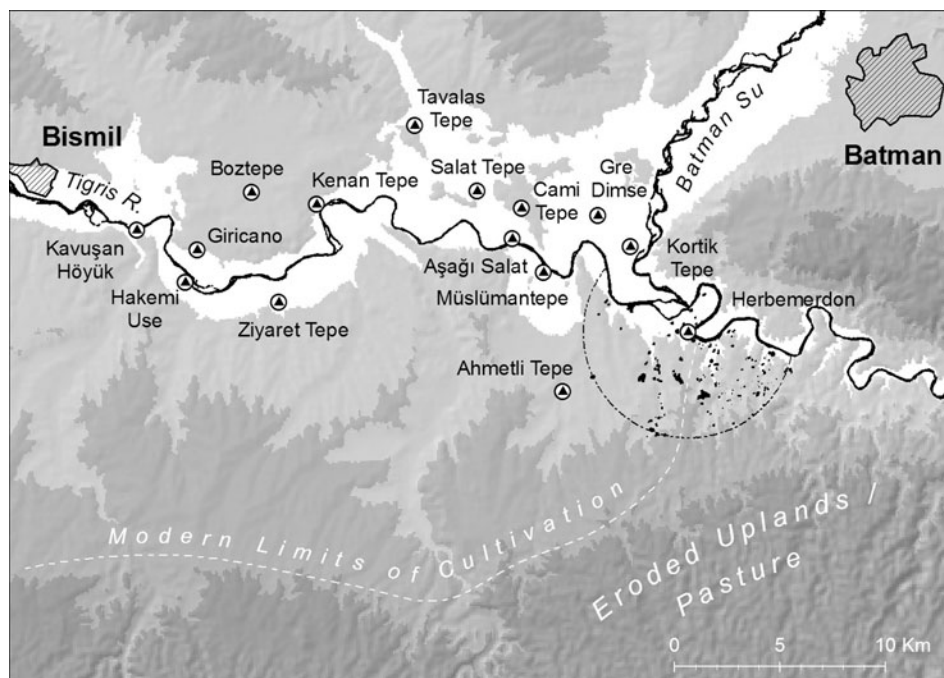 Bismil
Tigris R.
Kavuşan
Höyük
Hakemi
Use
Giricano
Boztepe
Ziyaret Tepe
Kenan Tepe
Tavalas
Tepe
Salat Tepe
Cami
Tepe
Gre
Dimse
Batman Su
Batman
Aşağı Salat
Müslümantepe
Kortik
Tepe
Herbemerdon
Ahmetli Tepe
Modern Limits of Cultivation
Eroded Uplands /
Pasture
0 5 10 Km